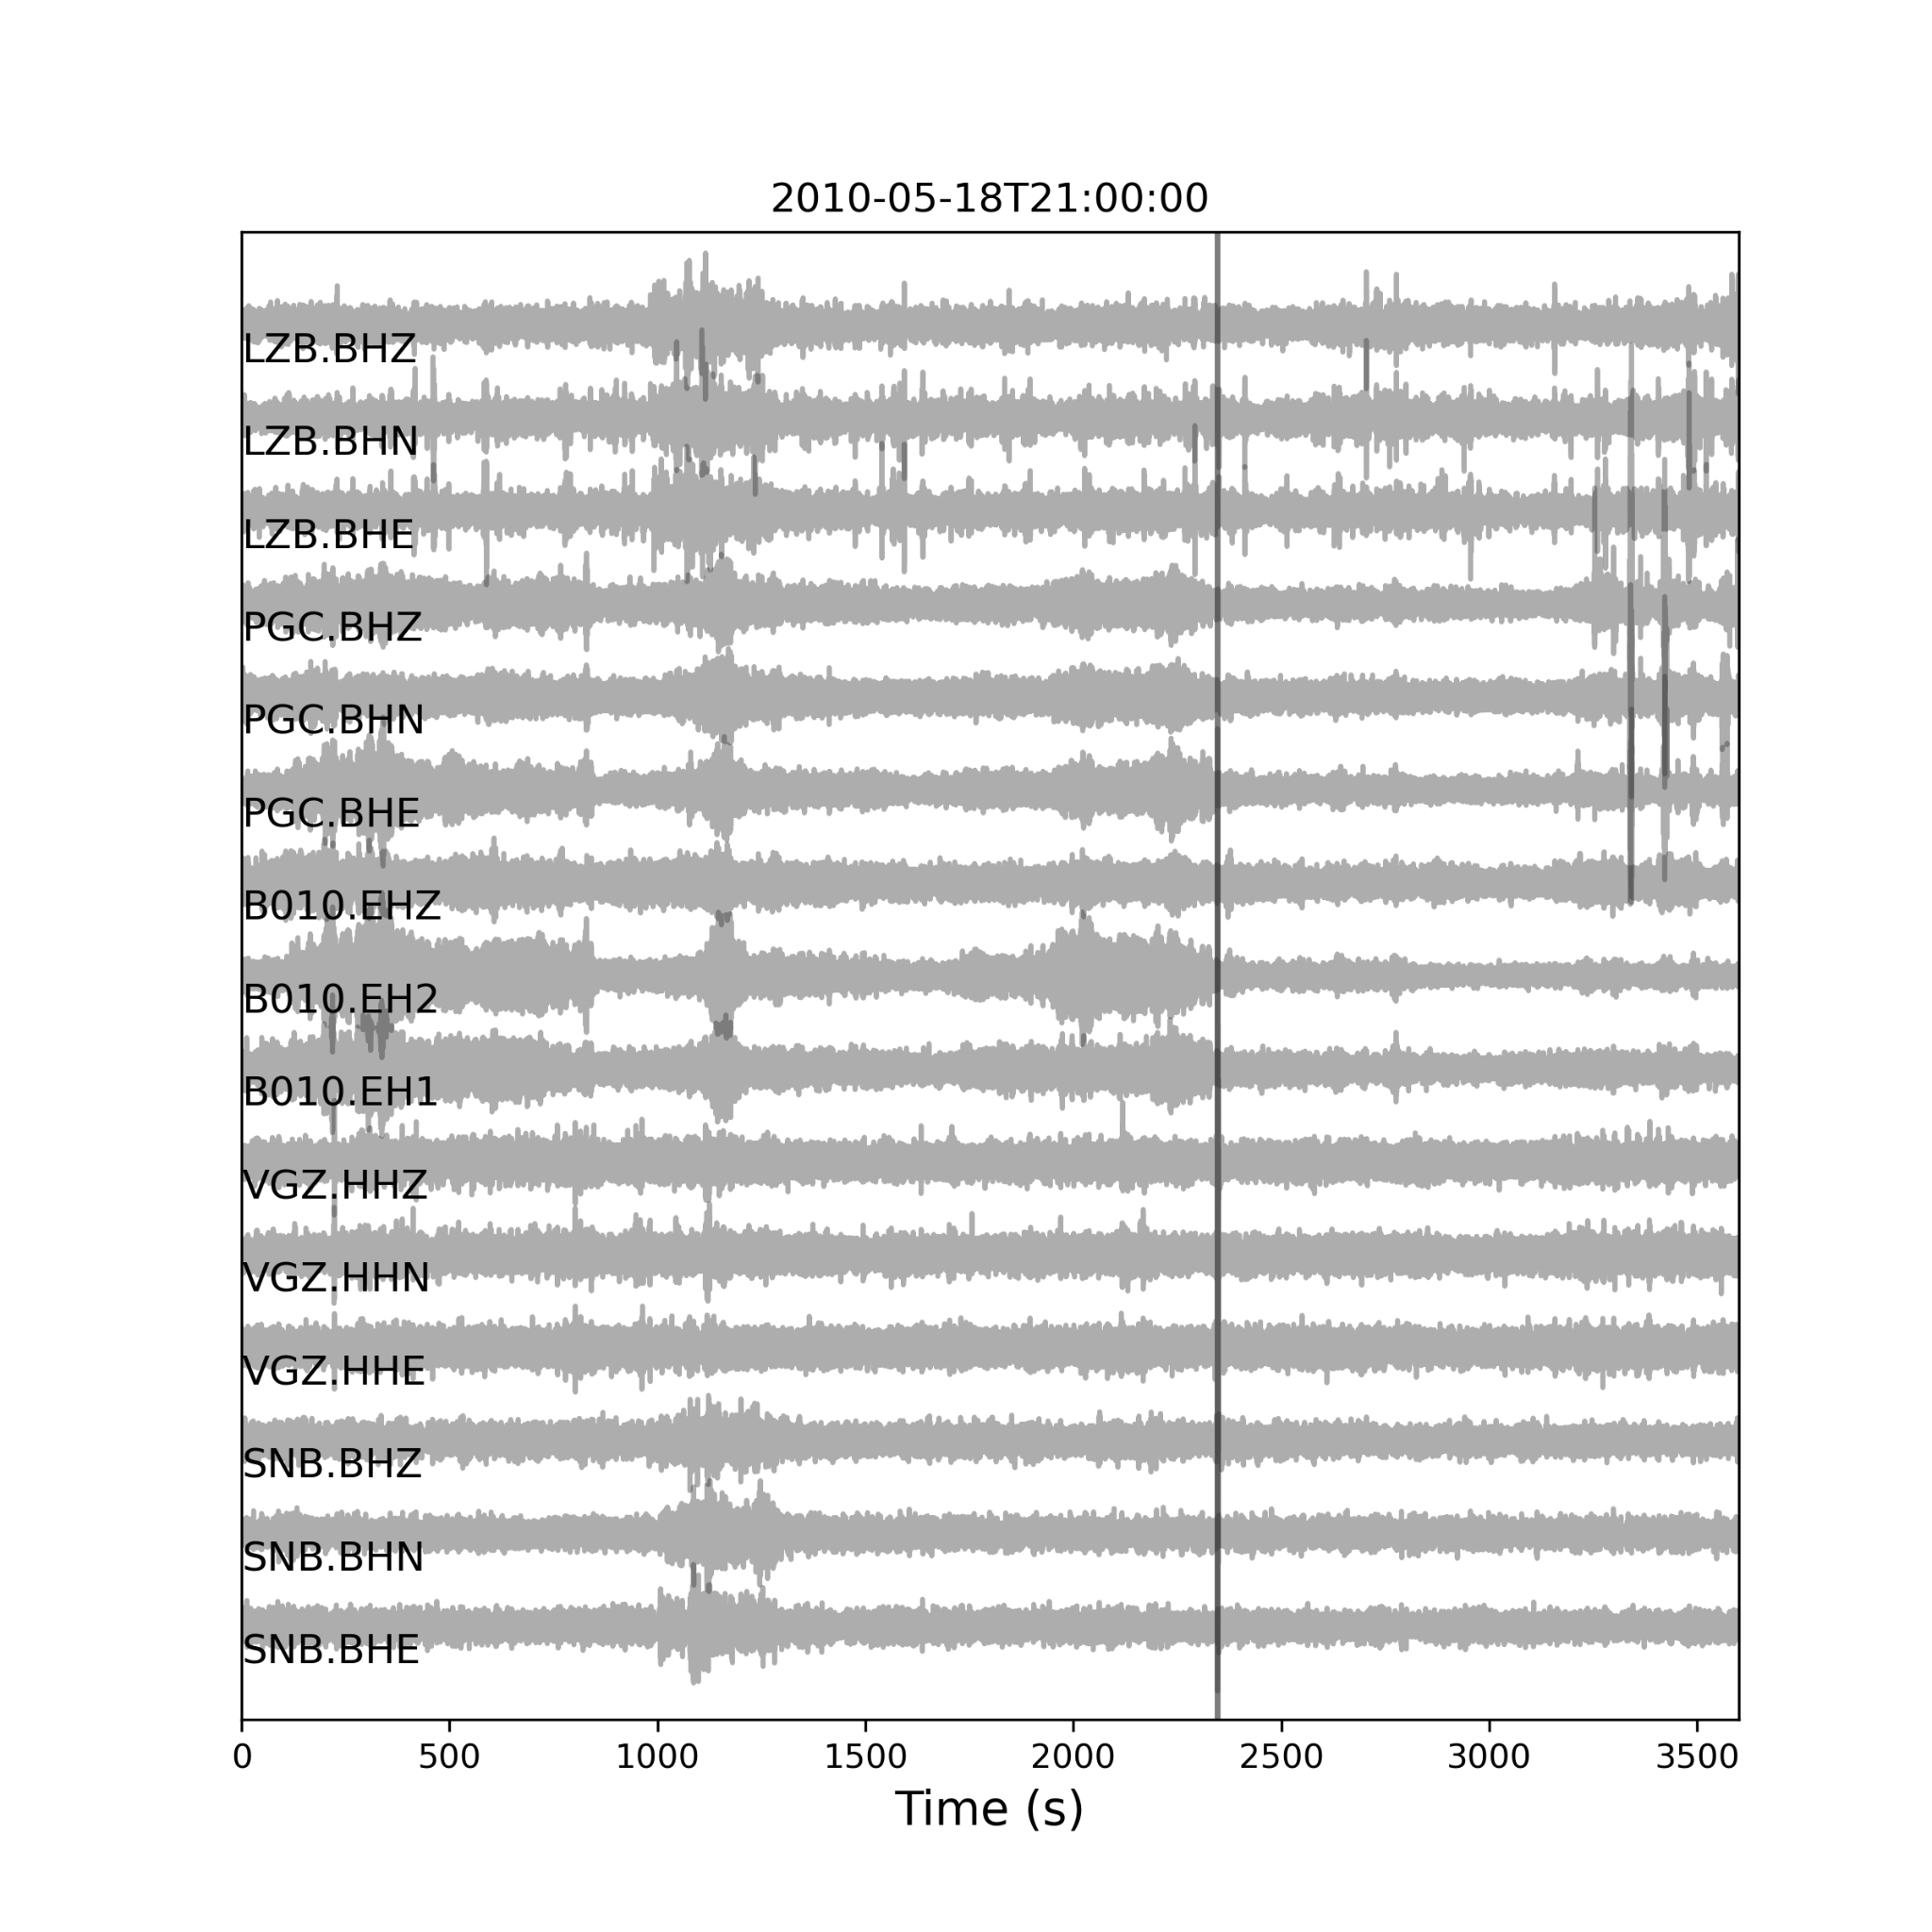 2010-05-18T21:00:00
LZB.BHZ
LZB.BHN
LZB.BHE
PGC.BHZ
PGC.BHN
PGC.BHE
B010.EHZ
B010.EH2
B010.EH1
VGZ.HHZ
VGZ.HHN
VGZ.HHE
SNB.BHZ
SNB.BHN
SNB.BHE
0 500 1000 1500 2000 2500 3000 3500
Time (s)